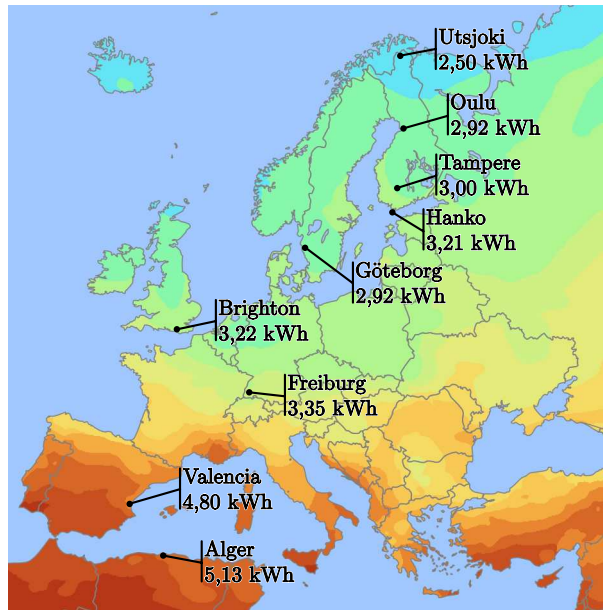 Utsjoki
2,50 kWh
Oulu
2,92 kWh
Tampere
3,00 kWh
Hanko
3,21 kWh
Göteborg
2,92 kWh
Brighton
3,22 kWh
Freiburg
3,35 kWh
Valencia
4,80 kWh
Alger
5,13 kWh